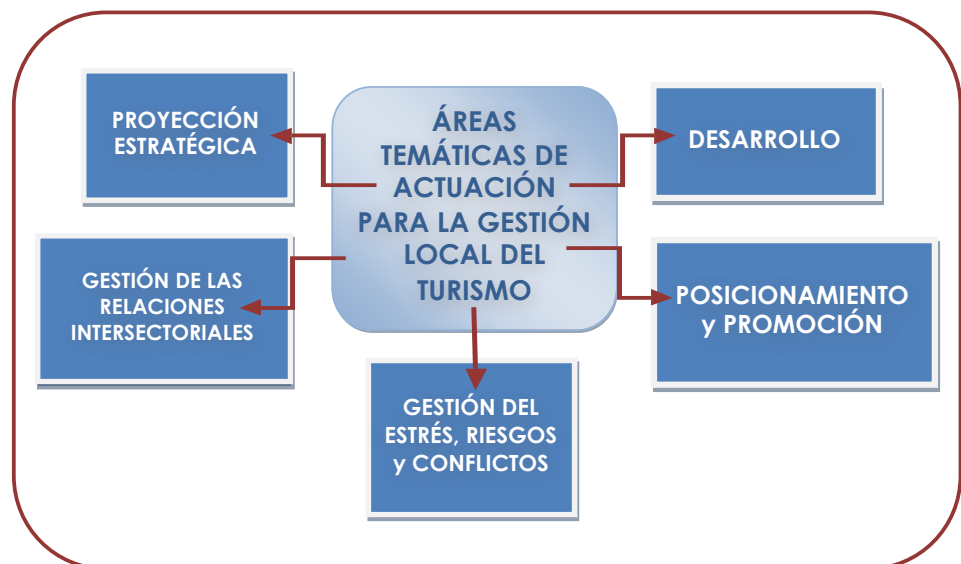 PROYECCIÓN
ESTRATÉGICA
ÁREAS
TEMÁTICAS DE
ACTUACIÓN
PARA LA GESTIÓN
LOCAL DEL
TURISMO
DESARROLLO
GESTIÓN DE LAS
RELACIONES
INTERSECTORIALES
POSICIONAMIENTO
y PROMOCIÓN
GESTIÓN DEL
ESTRÉS, RIESGOS
y CONFLICTOS